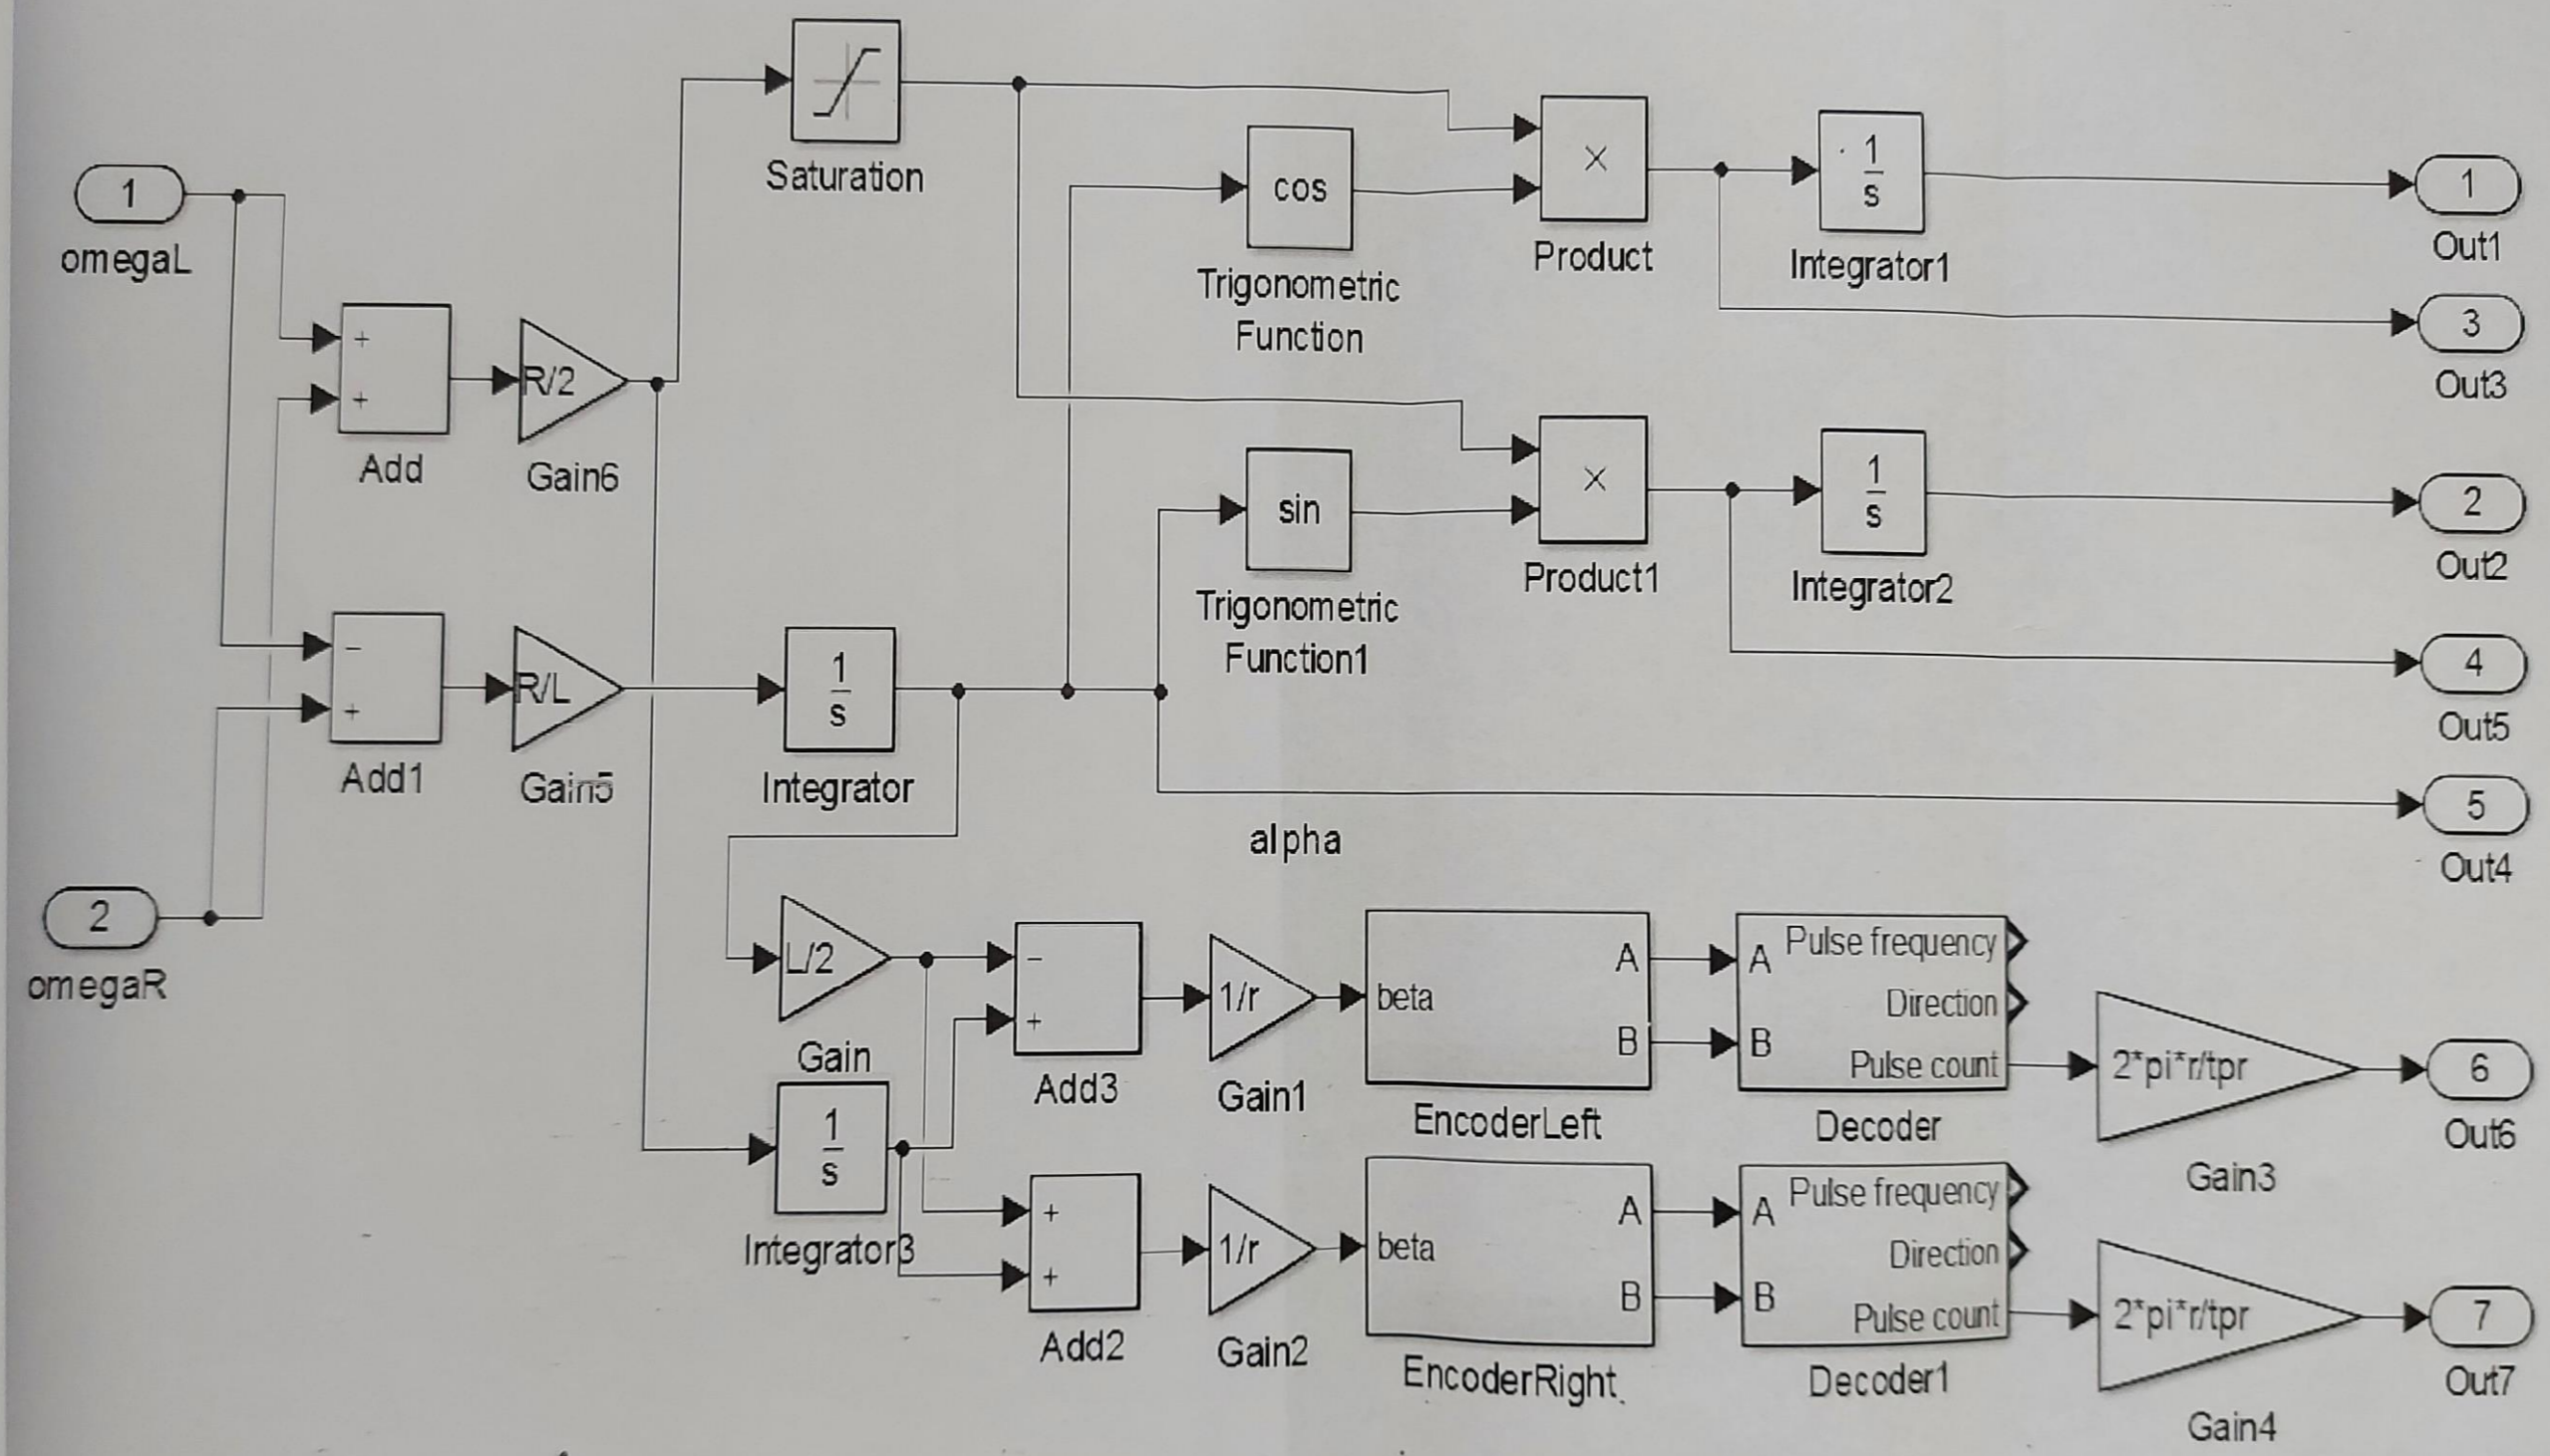 Saturation
1
omegaL
+
+
Add
R/2
Gain6
cos
Trigonometric
Function
×
Product
1
s
Integrator1
1
Out1
3
Out3
sin
Trigonometric
Function1
×
Product1
1
s
Integrator2
2
Out2
4
Out5
−
+
Add1
R/L
Gain5
1
s
Integrator
alpha
5
Out4
2
omegaR
L/2
Gain
−
+
Add3
1/r
Gain1
beta
A
B
EncoderLeft
A
B
Pulse frequency
Direction
Pulse count
Decoder
2*pi*r/tpr
Gain3
6
Out6
1
s
Integrator3
+
+
Add2
1/r
Gain2
beta
A
B
EncoderRight
A
B
Pulse frequency
Direction
Pulse count
Decoder1
2*pi*r/tpr
Gain4
7
Out7